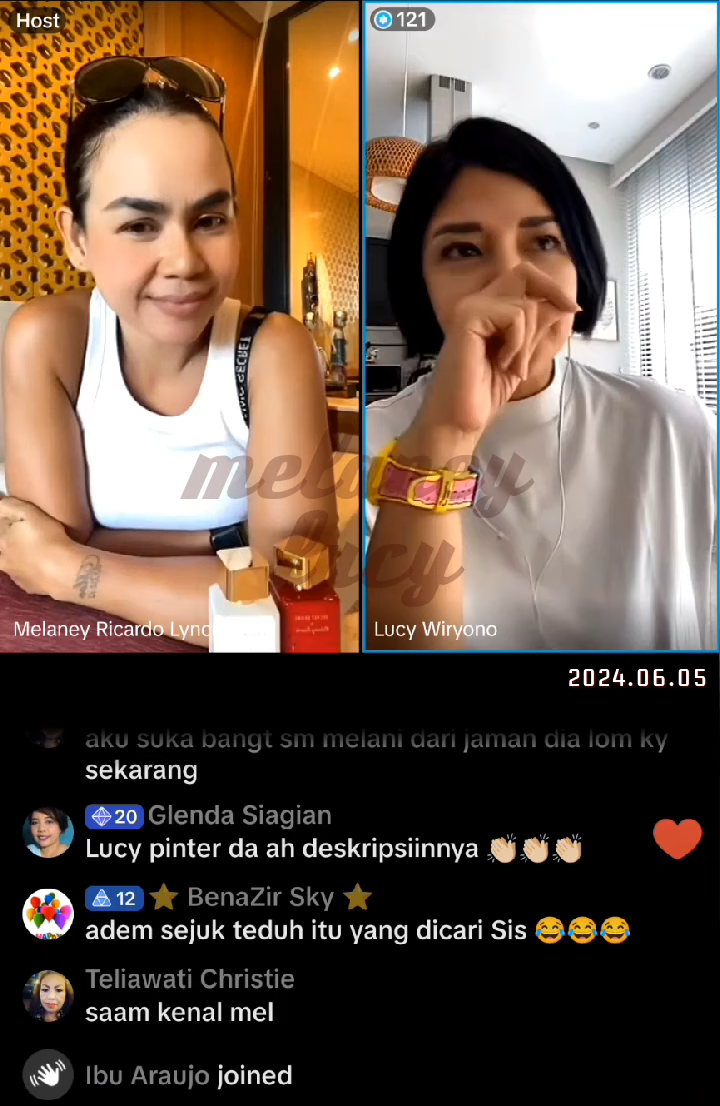 Host
121
melaney
lucy
Melaney Ricardo Lync
Lucy Wiryono
2024.06.05
aku suka bangt sm melani dari jaman dia lom ky
sekarang
20 Glenda Siagian
Lucy pinter da ah deskripsiinnya 👏🏻👏🏻👏🏻
12 ⭐ BenaZir Sky ⭐
adem sejuk teduh itu yang dicari Sis 😂😂😂
Teliawati Christie
saam kenal mel
Ibu Araujo joined